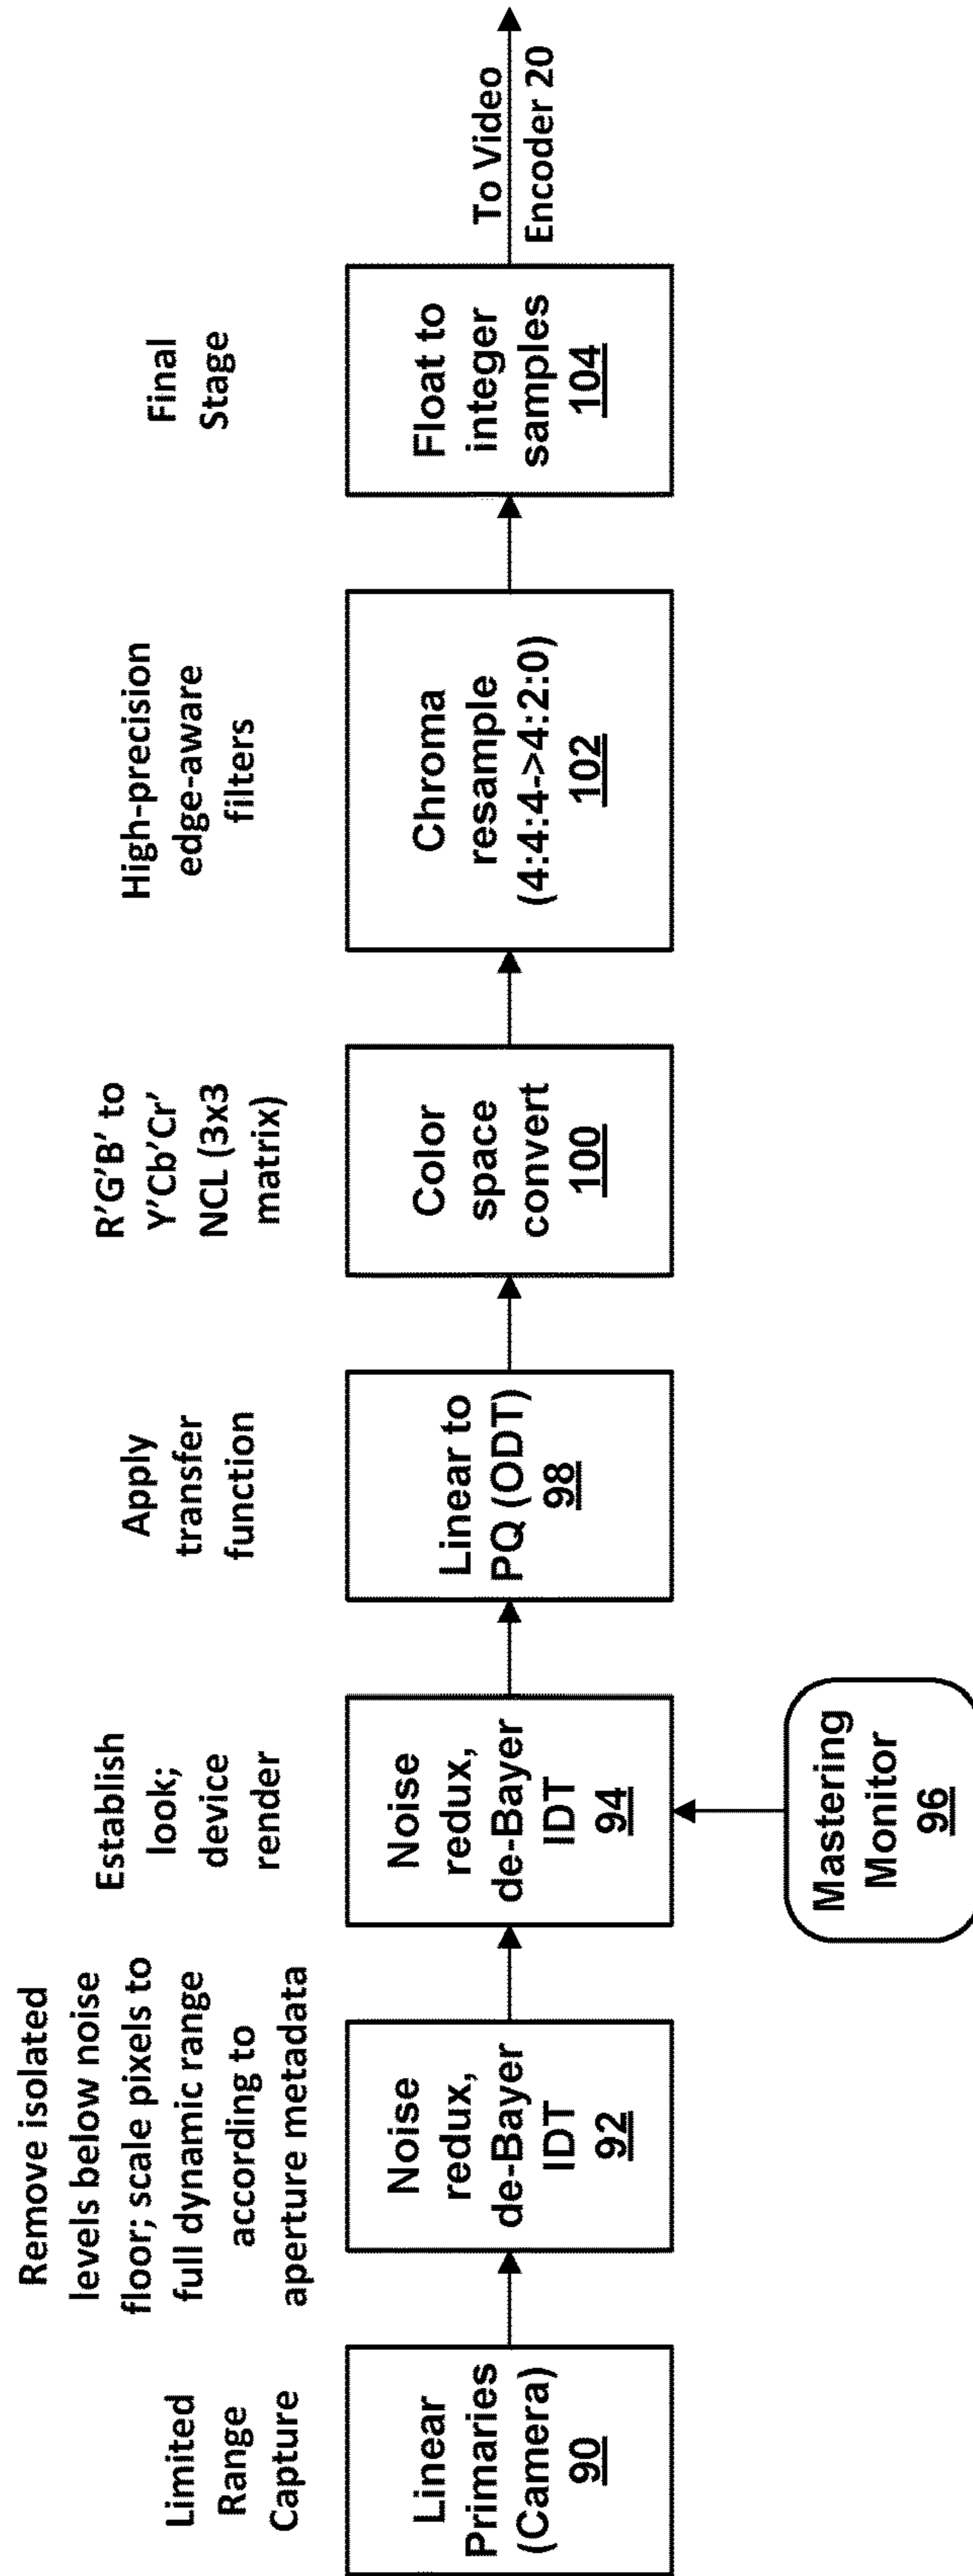 Limited
Range
Capture
Linear
Primaries
(Camera)
90
Remove isolated
levels below noise
floor; scale pixels to
full dynamic range
according to
aperture metadata
Noise
redux,
de-Bayer
IDT
92
Establish
look;
device
render
Noise
redux,
de-Bayer
IDT
94
Mastering
Monitor
96
Apply
transfer
function
Linear to
PQ (ODT)
98
R'G'B' to
Y'Cb'Cr'
NCL (3x3
matrix)
Color
space
convert
100
High-precision
edge-aware
filters
Chroma
resample
(4:4:4->4:2:0)
102
Final
Stage
Float to
integer
samples
104
To Video
Encoder 20